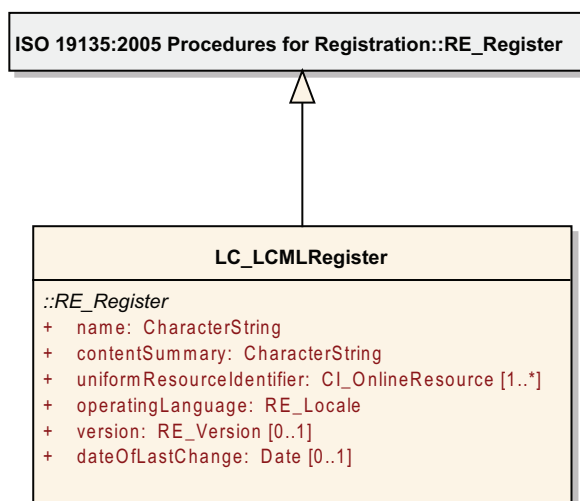 ISO 19135:2005 Procedures for Registration::RE_Register
LC_LCMLRegister
::RE_Register
+ name: CharacterString
+ contentSummary: CharacterString
+ uniformResourceIdentifier: CI_OnlineResource [1..*]
+ operatingLanguage: RE_Locale
+ version: RE_Version [0..1]
+ dateOfLastChange: Date [0..1]